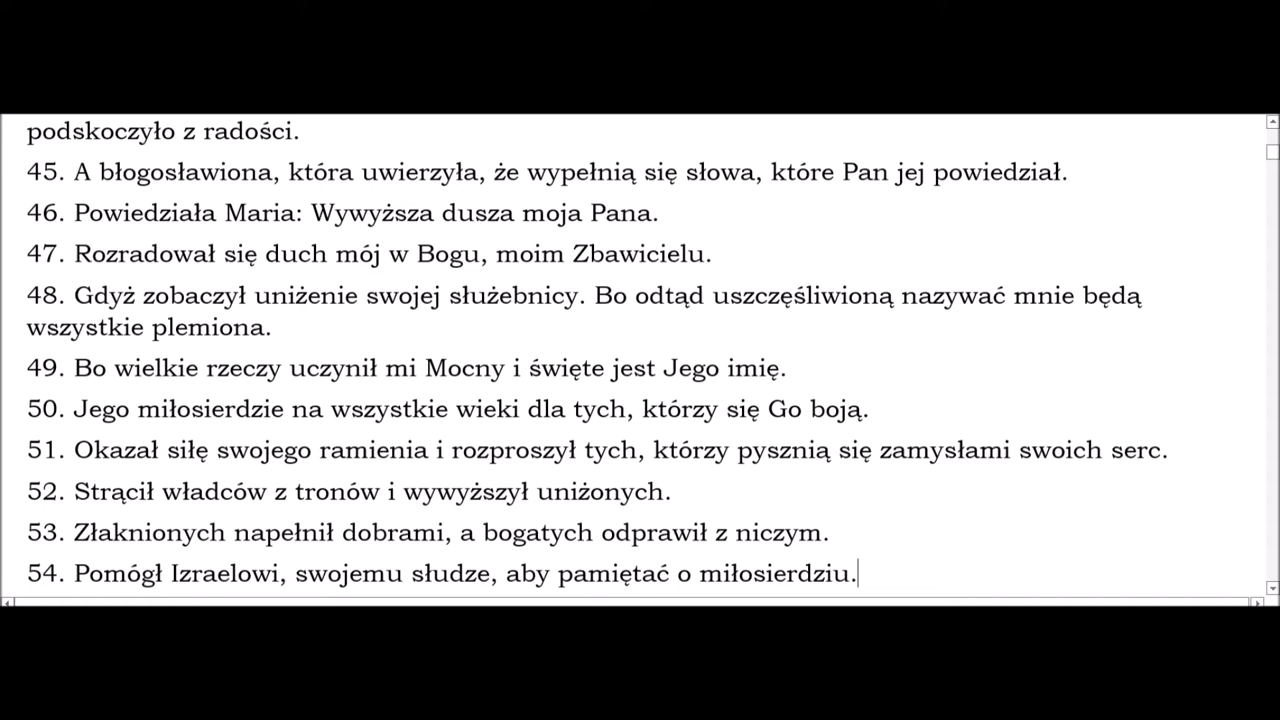 podskoczyło z radości.
45. A błogosławiona, która uwierzyła, że wypełnią się słowa, które Pan jej powiedział.
46. Powiedziała Maria: Wywyższa dusza moja Pana.
47. Rozradował się duch mój w Bogu, moim Zbawicielu.
48. Gdyż zobaczył uniżenie swojej służebnicy. Bo odtąd uszczęśliwioną nazywać mnie będą
wszystkie plemiona.
49. Bo wielkie rzeczy uczynił mi Mocny i święte jest Jego imię.
50. Jego miłosierdzie na wszystkie wieki dla tych, którzy się Go boją.
51. Okazał siłę swojego ramienia i rozproszył tych, którzy pysznią się zamysłami swoich serc.
52. Strącił władców z tronów i wywyższył uniżonych.
53. Złaknionych napełnił dobrami, a bogatych odprawił z niczym.
54. Pomógł Izraelowi, swojemu słudze, aby pamiętać o miłosierdziu.